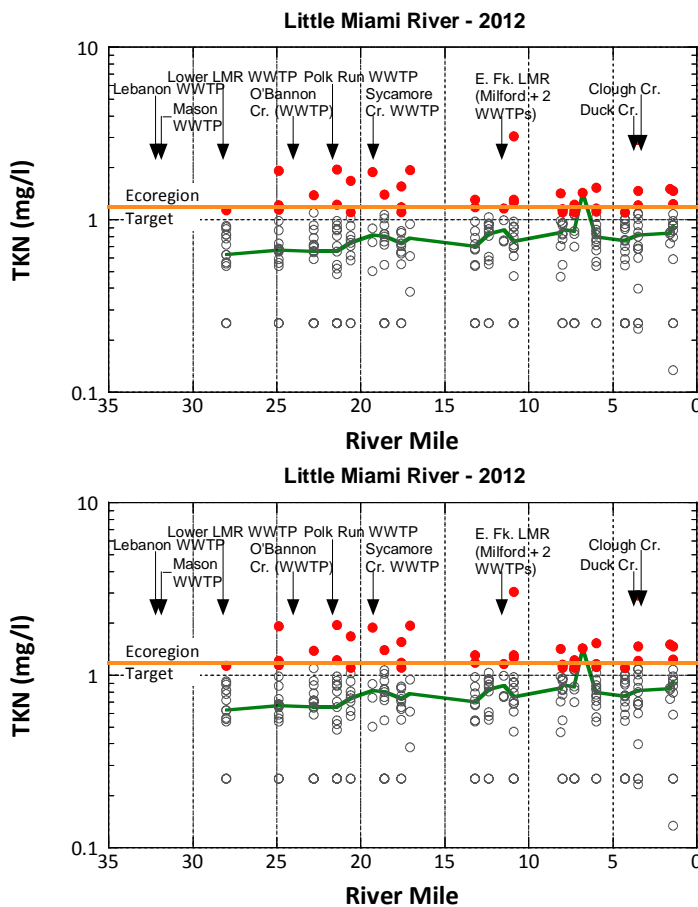 Little Miami River - 2012
10
Lower LMR WWTP
Polk Run WWTP
E. Fk. LMR
Clough Cr.
Lebanon WWTP
O'Bannon
Sycamore
(Milford + 2
Duck Cr.
_Mason
WWTP
Cr. (WWTP)
Cr. WWTP
WWTPs)
Ecoregion
Target
1
0.1
TKN (mg/l)
35 30 25 20 15 10 5 0
River Mile
Little Miami River - 2012
10
Lower LMR WWTP
Polk Run WWTP
E. Fk. LMR
Clough Cr.
Lebanon WWTP
O'Bannon
Sycamore
(Milford + 2
Duck Cr.
_Mason
WWTP
Cr. (WWTP)
Cr. WWTP
WWTPs)
Ecoregion
Target
1
0.1
TKN (mg/l)
35 30 25 20 15 10 5 0
River Mile